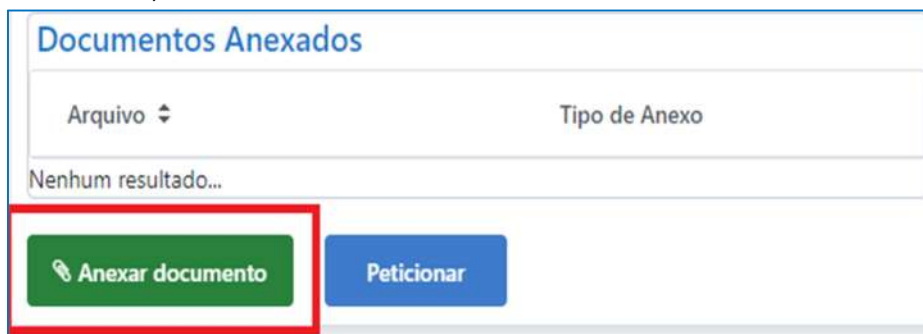 Documentos Anexados
Arquivo Tipo de Anexo
Nenhum resultado...
Anexar documento Peticionar